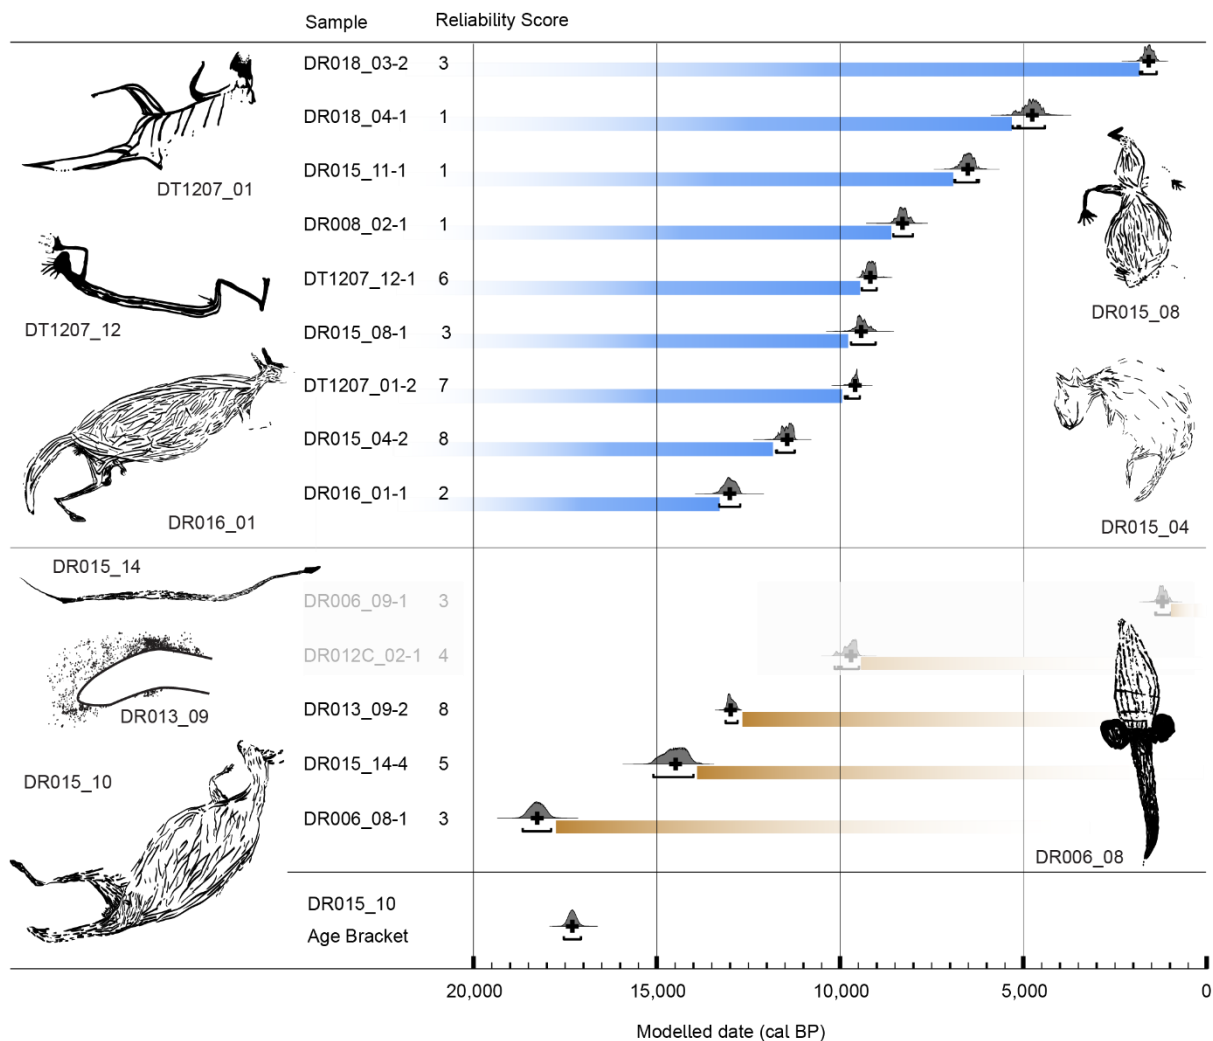 Sample Reliability Score
DR018_03-2 3
DR018_04-1 1
DR015_11-1 1
DT1207_01
DR008_02-1 1
DT1207_12-1 6
DR015_08
DT1207_12
DR015_08-1 3
DT1207_01-2 7
DR015_04-2 8
DR016_01-1 2
DR016_01
DR015_04
DR015_14
DR006_09-1 3
DR012C_02-1 4
DR013_09
DR013_09-2 8
DR015_10
DR015_14-4 5
DR006_08-1 3
DR006_08
DR015_10
Age Bracket
20,000 15,000 10,000 5,000 0
Modelled date (cal BP)